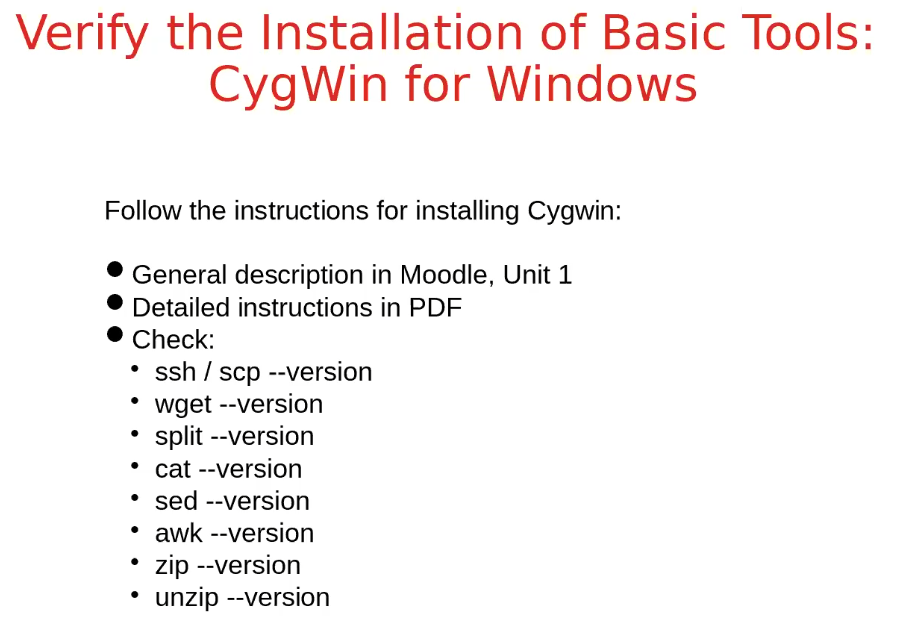 Verify the Installation of Basic Tools:
CygWin for Windows
Follow the instructions for installing Cygwin:
● General description in Moodle, Unit 1
● Detailed instructions in PDF
● Check:
• ssh / scp --version
• wget --version
• split --version
• cat --version
• sed --version
• awk --version
• zip --version
• unzip --version